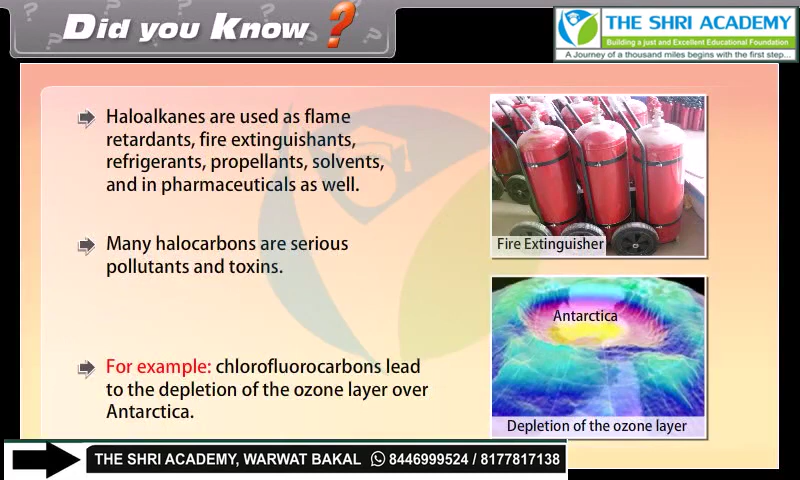 Did you Know ?
THE SHRI ACADEMY
Building a just and Excellent Educational Foundation
A Journey of a thousand miles begins with the first step...
Haloalkanes are used as flame
retardants, fire extinguishants,
refrigerants, propellants, solvents,
and in pharmaceuticals as well.
Fire Extinguisher
Many halocarbons are serious
pollutants and toxins.
Antarctica
For example: chlorofluorocarbons lead
to the depletion of the ozone layer over
Antarctica.
Depletion of the ozone layer
THE SHRI ACADEMY, WARWAT BAKAL 8446999524 / 8177817138